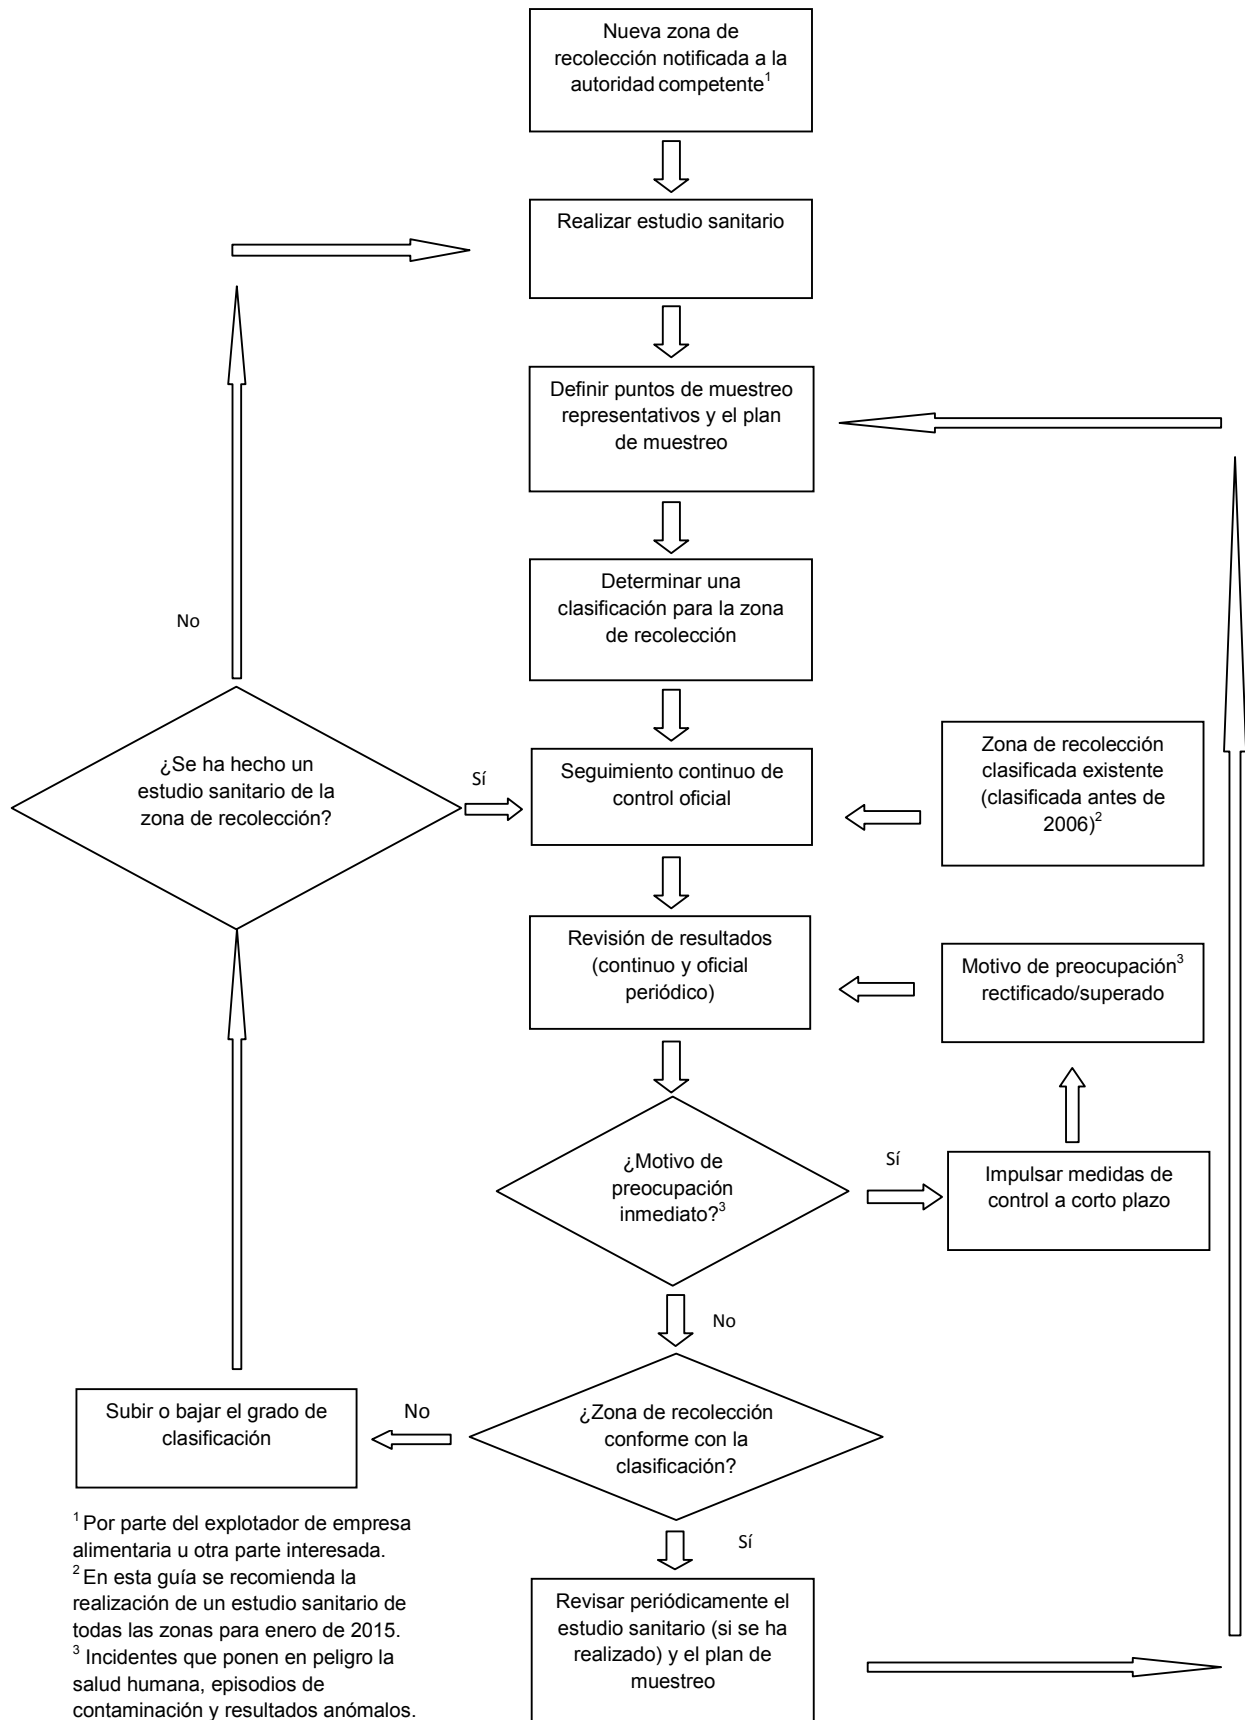 Nueva zona de
recolección notificada a la
autoridad competente¹
Realizar estudio sanitario
Definir puntos de muestreo
representativos y el plan
de muestreo
Determinar una
clasificación para la zona
de recolección
No
¿Se ha hecho un
estudio sanitario de la
zona de recolección?
Sí
Seguimiento continuo de
control oficial
Zona de recolección
clasificada existente
(clasificada antes de
2006)²
Revisión de resultados
(continuo y oficial
periódico)
Motivo de preocupación³
rectificado/superado
¿Motivo de
preocupación
inmediato?³
Sí
Impulsar medidas de
control a corto plazo
No
¿Zona de recolección
conforme con la
clasificación?
No
Subir o bajar el grado de
clasificación
Sí
Revisar periódicamente el
estudio sanitario (si se ha
realizado) y el plan de
muestreo
¹ Por parte del explotador de empresa
alimentaria u otra parte interesada.
² En esta guía se recomienda la
realización de un estudio sanitario de
todas las zonas para enero de 2015.
³ Incidentes que ponen en peligro la
salud humana, episodios de
contaminación y resultados anómalos.